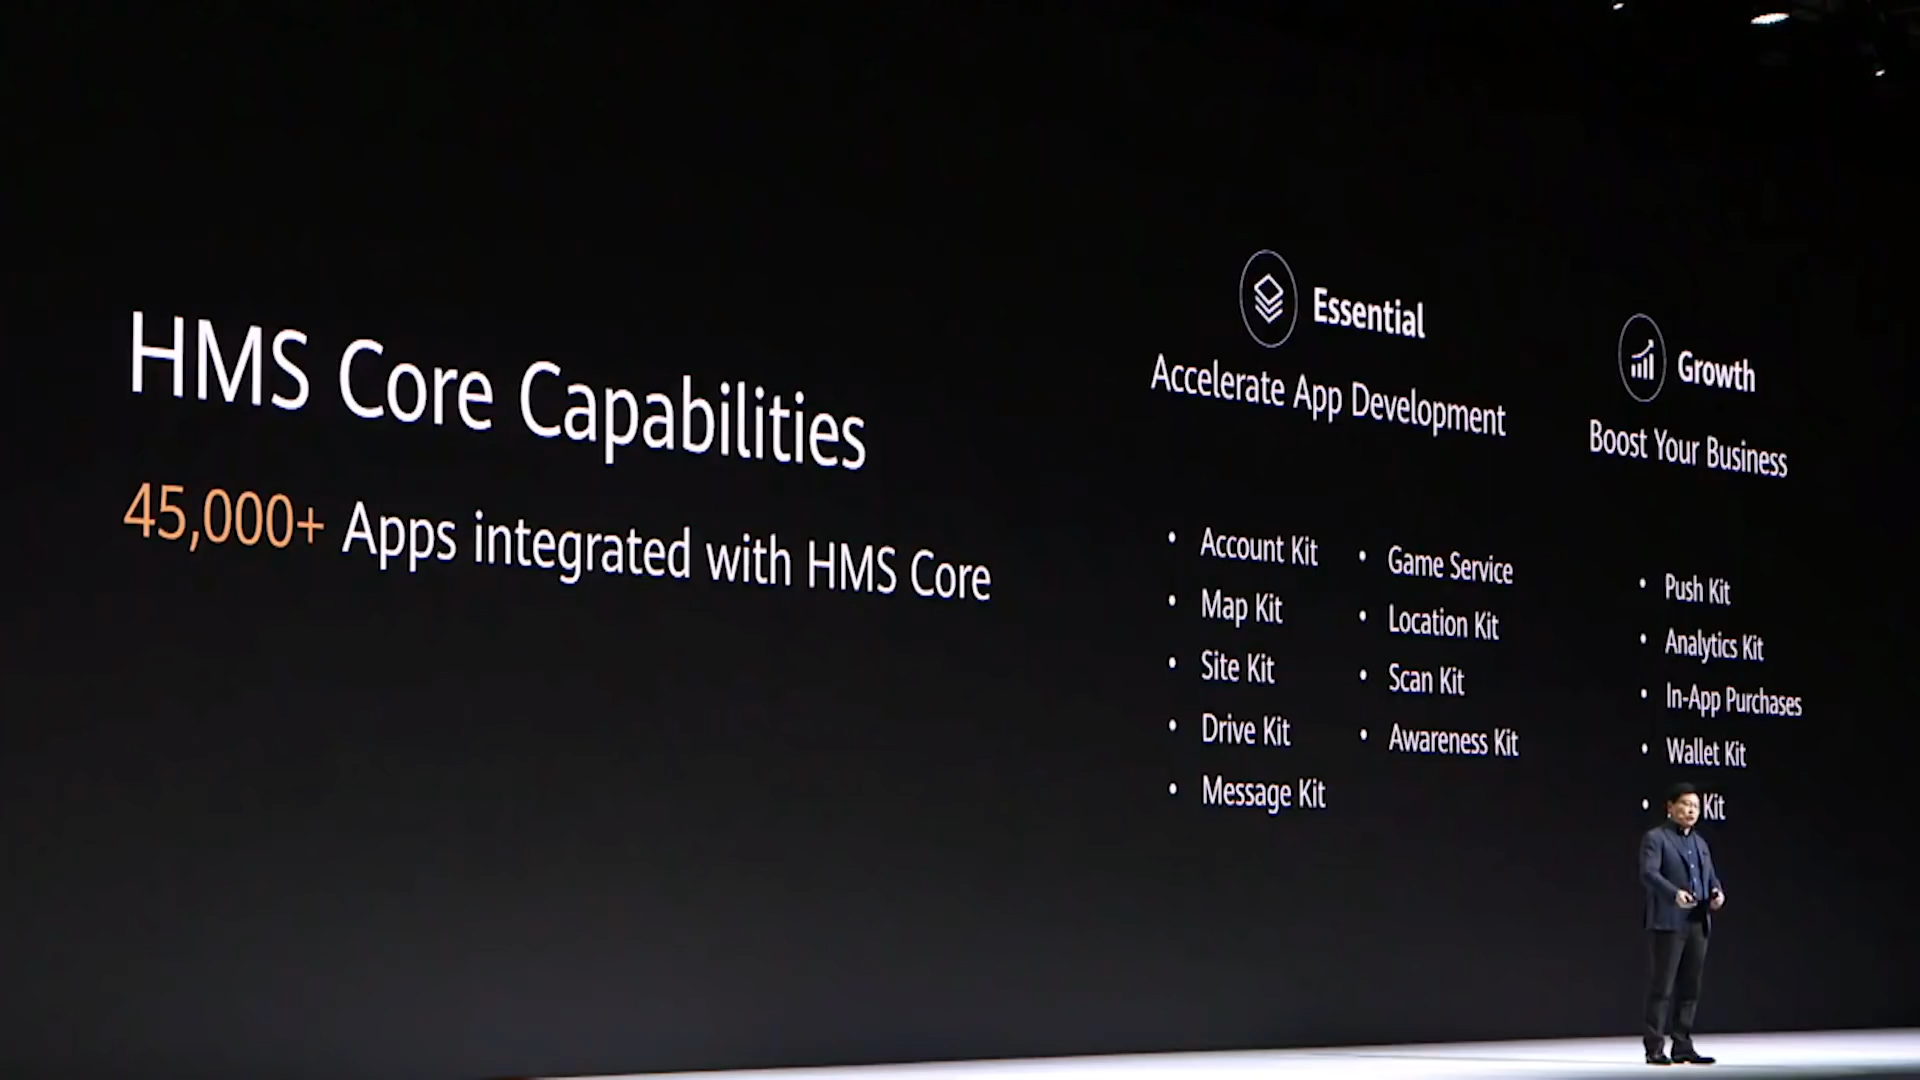 HMS Core Capabilities
45,000+ Apps integrated with HMS Core
Essential
Accelerate App Development
• Account Kit
• Map Kit
• Site Kit
• Drive Kit
• Message Kit
• Game Service
• Location Kit
• Scan Kit
• Awareness Kit
Growth
Boost Your Business
• Push Kit
• Analytics Kit
• In-App Purchases
• Wallet Kit
• Kit